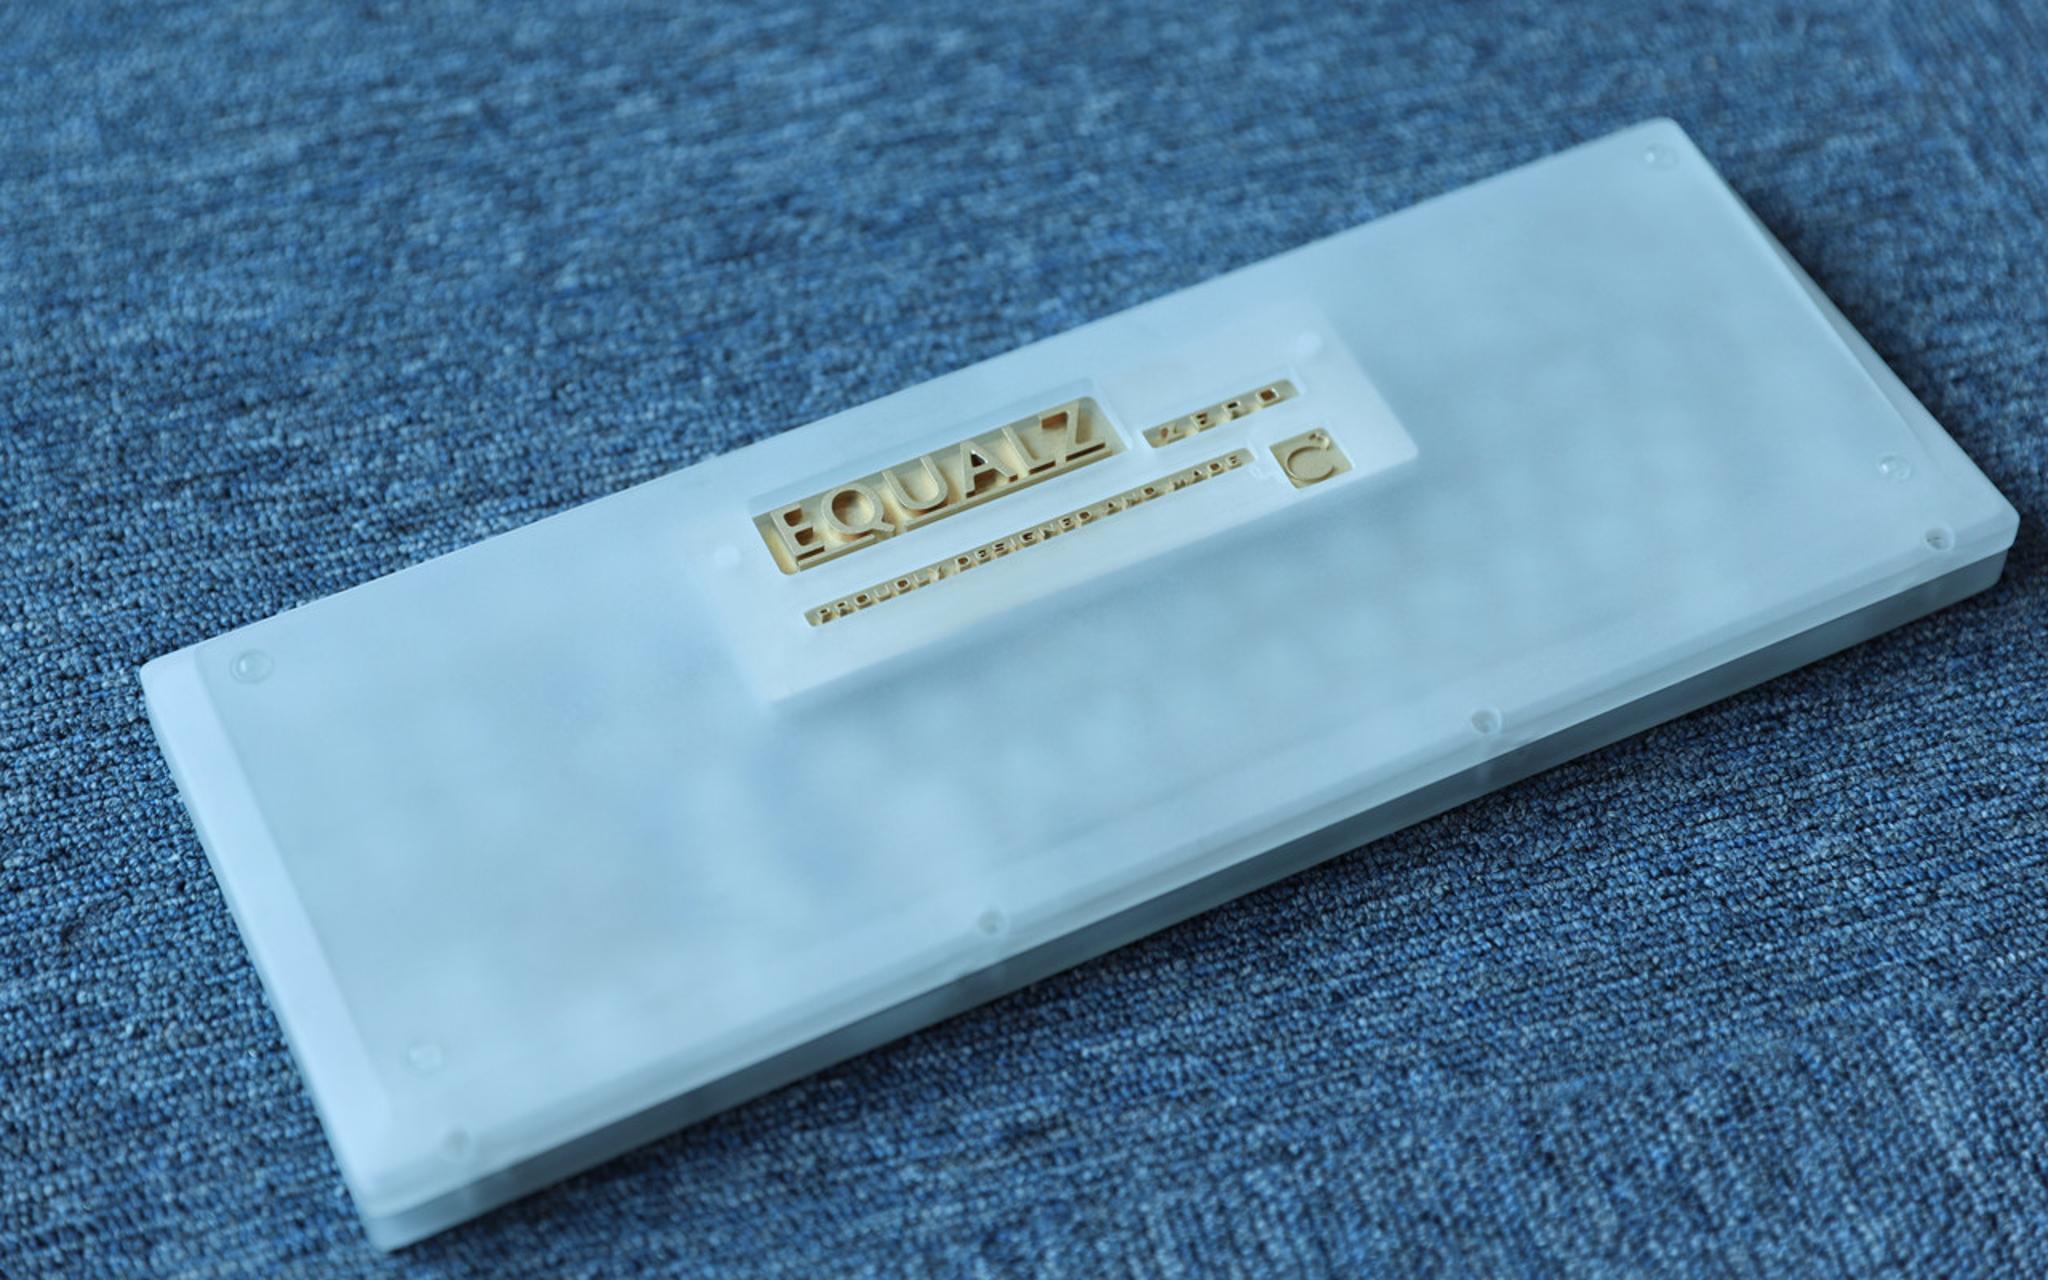 EQUALZ
ZERO
PROUDLY DESIGNED AND MADE
C